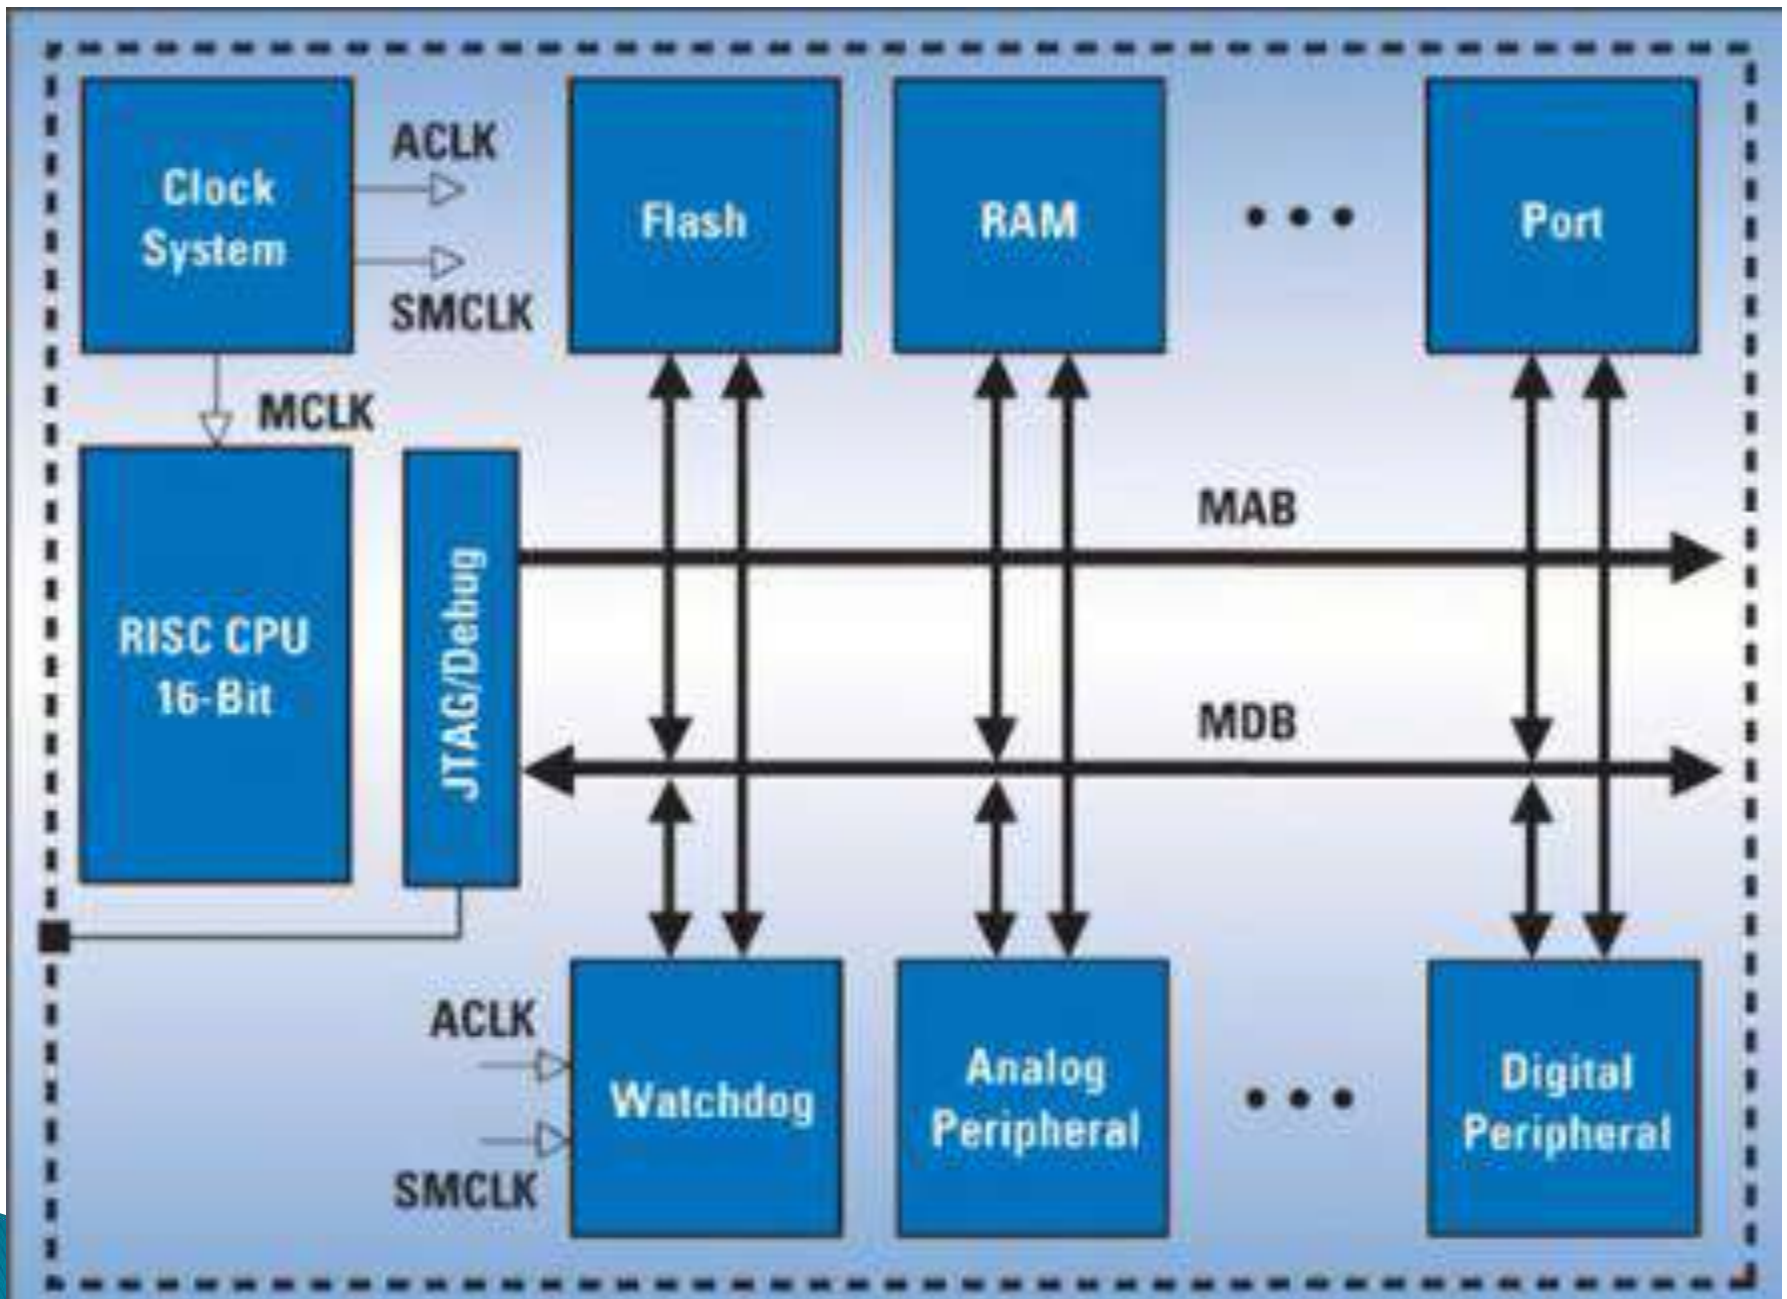 Clock
System
ACLK
SMCLK
Flash
RAM
Port
MCLK
RISC CPU
16-Bit
JTAG/Debug
MAB
MDB
ACLK
SMCLK
Watchdog
Analog
Peripheral
Digital
Peripheral